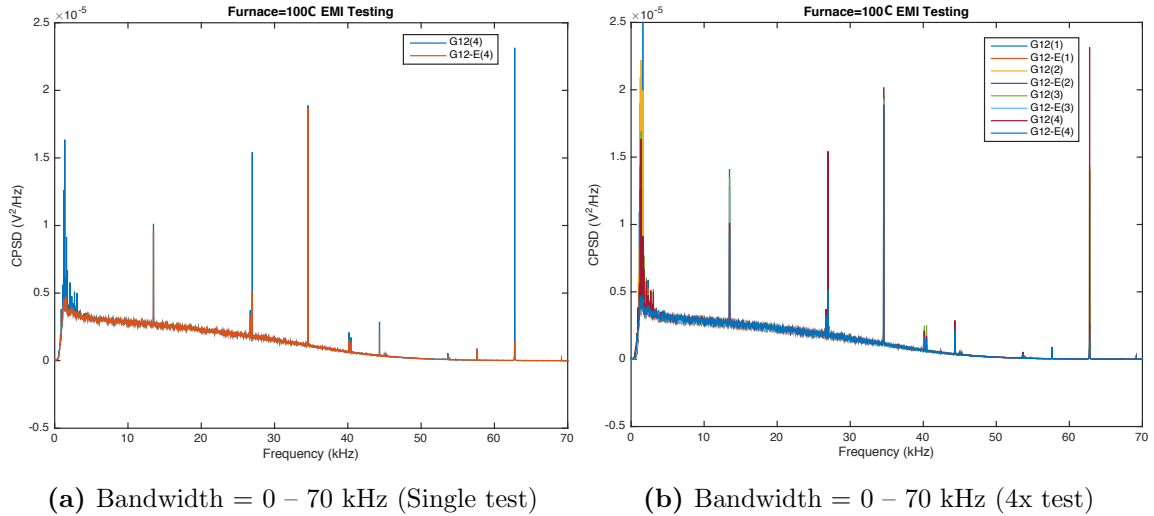 Furnace=100C EMI Testing
×10⁻⁵
2.5
2
1.5
1
0.5
0
-0.5
CPSD (V²/Hz)
0 10 20 30 40 50 60 70
Frequency (kHz)
G12(4)
G12-E(4)
(a) Bandwidth = 0 – 70 kHz (Single test)
Furnace=100C EMI Testing
×10⁻⁵
2.5
2
1.5
1
0.5
0
-0.5
CPSD (V²/Hz)
0 10 20 30 40 50 60 70
Frequency (kHz)
G12(1)
G12-E(1)
G12(2)
G12-E(2)
G12(3)
G12-E(3)
G12(4)
G12-E(4)
(b) Bandwidth = 0 – 70 kHz (4x test)